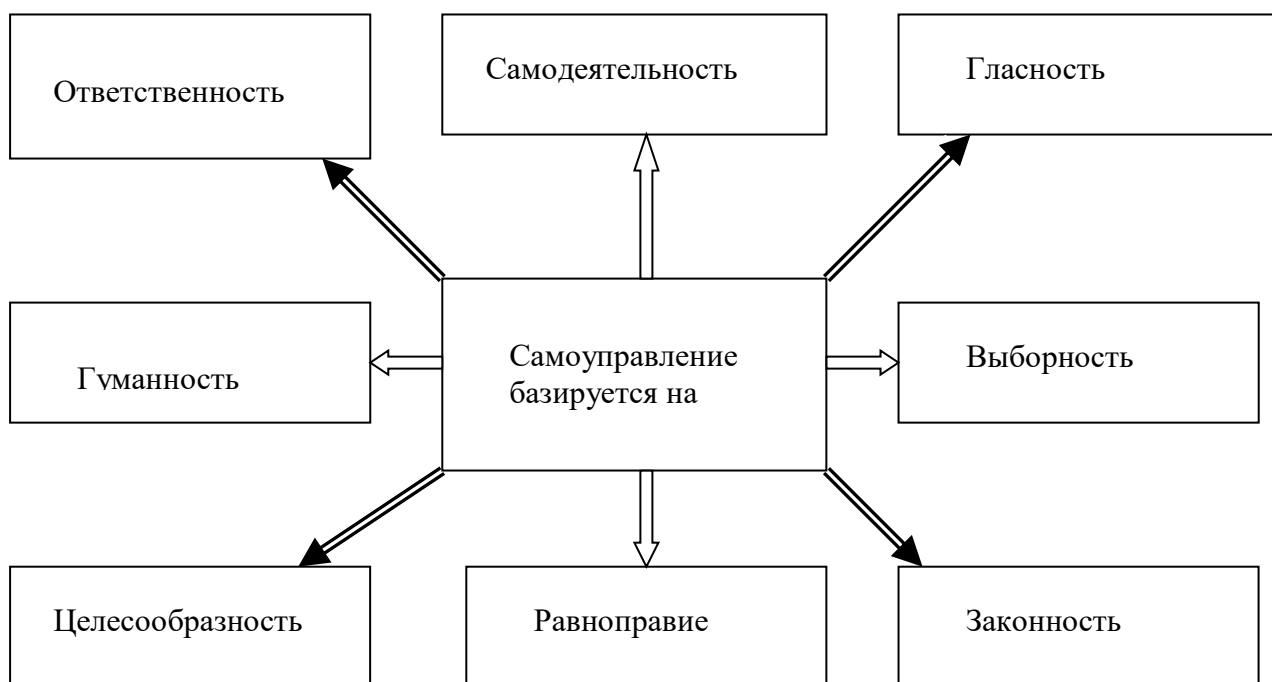 Ответственность
Самодеятельность
Гласность
Гуманность
Самоуправление
базируется на
Выборность
Целесообразность
Равноправие
Законность